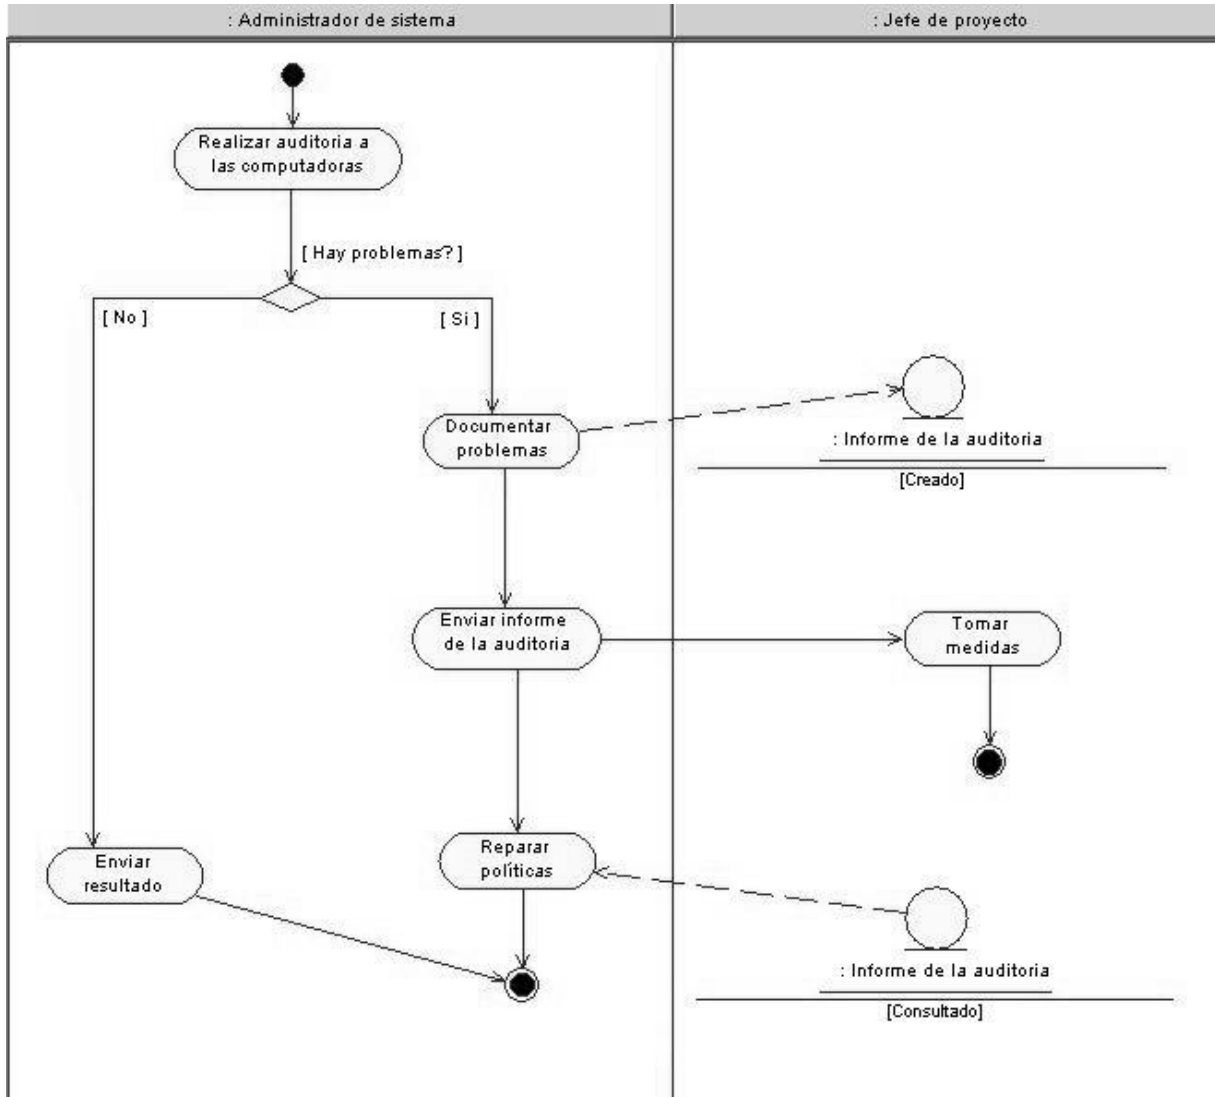 : Administrador de sistema
: Jefe de proyecto
Realizar auditoria a
las computadoras
[ Hay problemas? ]
[ No ]
[ Si ]
Documentar
problemas
: Informe de la auditoria
[Creado]
Enviar informe
de la auditoria
Tomar
medidas
Enviar
resultado
Reparar
políticas
: Informe de la auditoria
[Consultado]